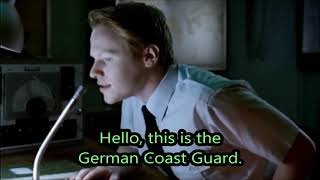 Hello, this is the
German Coast Guard.